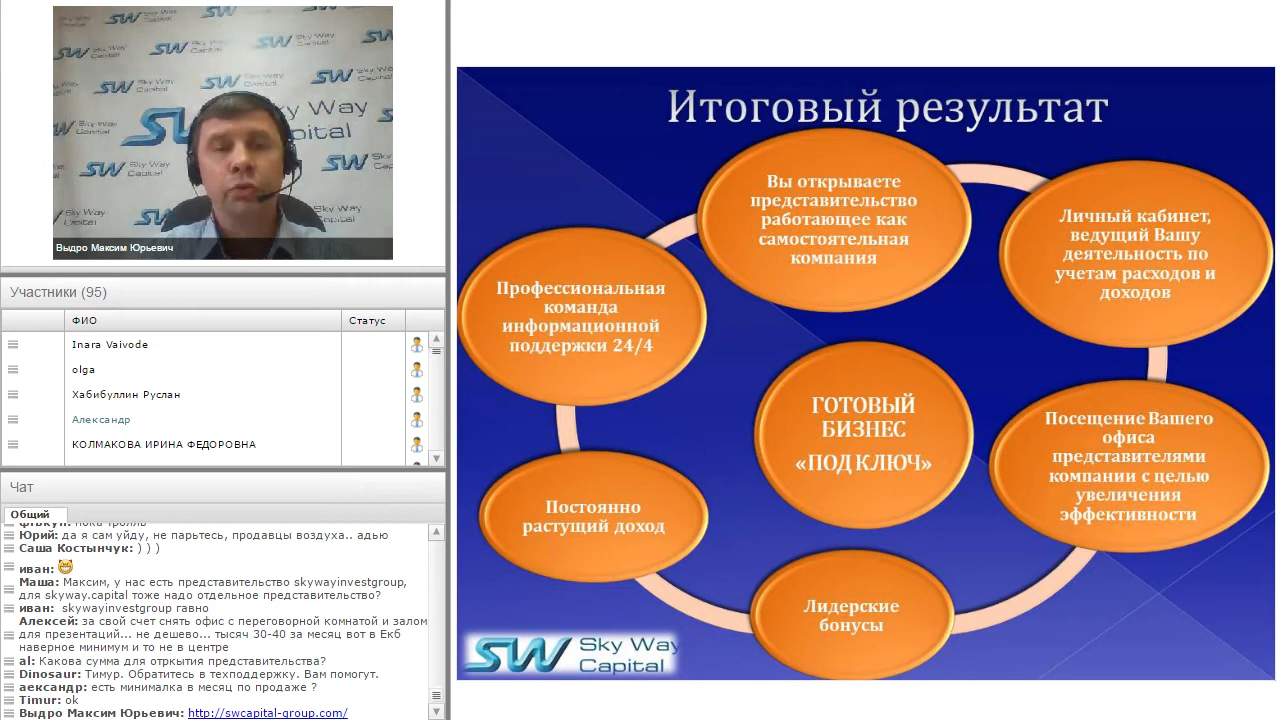 SW Sky Way Capital
Выдро Максим Юрьевич
Участники (95)
ФИО
Статус
Inara Vaivode
olga
Хабибуллин Руслан
Александр
КОЛМАКОВА ИРИНА ФЕДОРОВНА
Чат
Общий
Юрий: да я сам уйду, не парьтесь, продавцы воздуха.. адью
Саша Костынчук: ) ) )
иван:
Маша: Максим, у нас есть представительство skywayinvestgroup,
для skyway.capital тоже надо отдельное представительство?
иван: skywayinvestgroup гавно
Алексей: за свой счет снять офис с переговорной комнатой и залом
для презентаций... не дешево... тысяч 30-40 за месяц вот в Екб
наверное минимум и то не в центре
al: Какова сумма для отркытия представительства?
Dinosaur: Тимур. Обратитесь в техподдержку. Вам помогут.
аександр: есть минималка в месяц по продаже ?
Timur: ok
Выдро Максим Юрьевич: http://swcapital-group.com/
Итоговый результат
Вы открываете
представительство
работающее как
самостоятельная
компания
Личный кабинет,
ведущий Вашу
деятельность по
учетам расходов и
доходов
Профессиональная
команда
информационной
поддержки 24/4
ГОТОВЫЙ
БИЗНЕС
«ПОД КЛЮЧ»
Посещение Вашего
офиса
представителями
компании с целью
увеличения
эффективности
Постоянно
растущий доход
Лидерские
бонусы
SW Sky Way
Capital